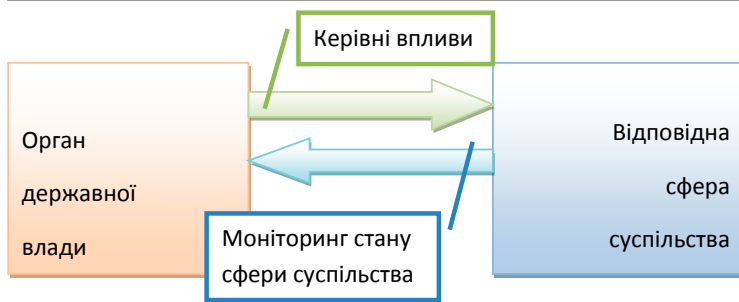 Керівні впливи
Орган
державної
влади
Відповідна
сфера
суспільства
Моніторинг стану
сфери суспільства